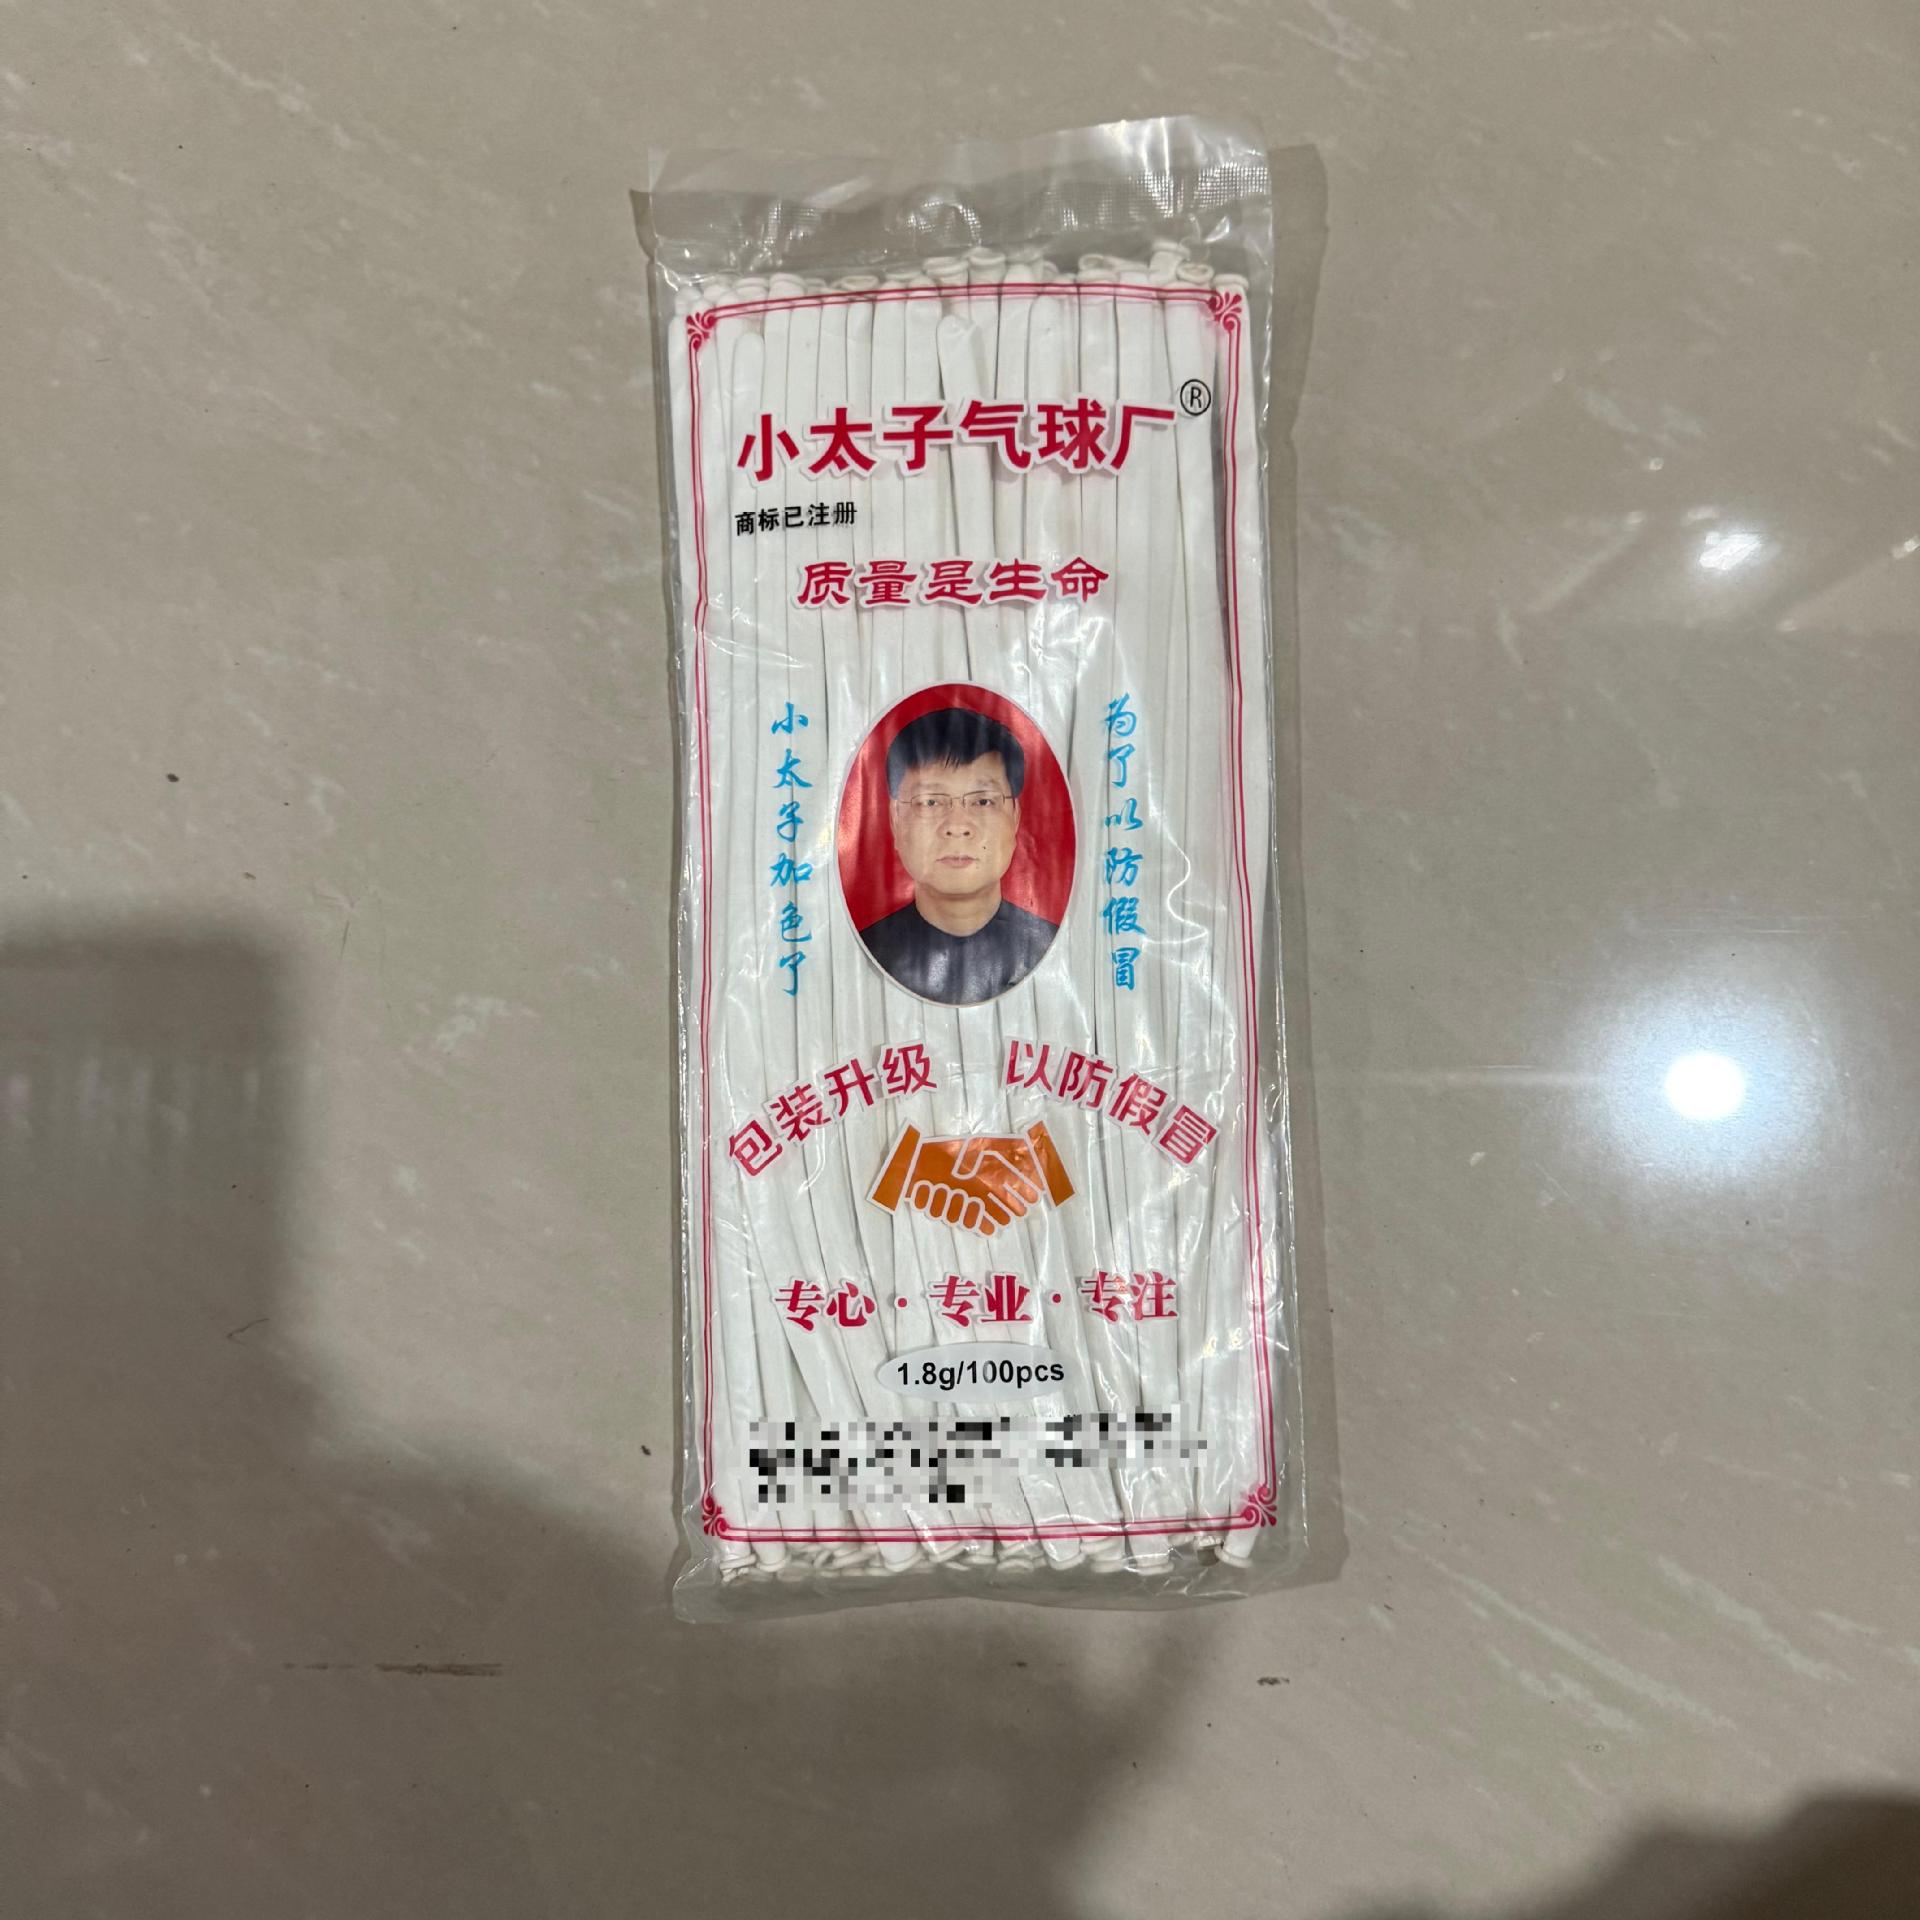 小太子气球厂®
商标已注册
质量是生命
小太子加色了
为了以防假冒
包装升级 以防假冒
专心·专业·专注
1.8g/100pcs